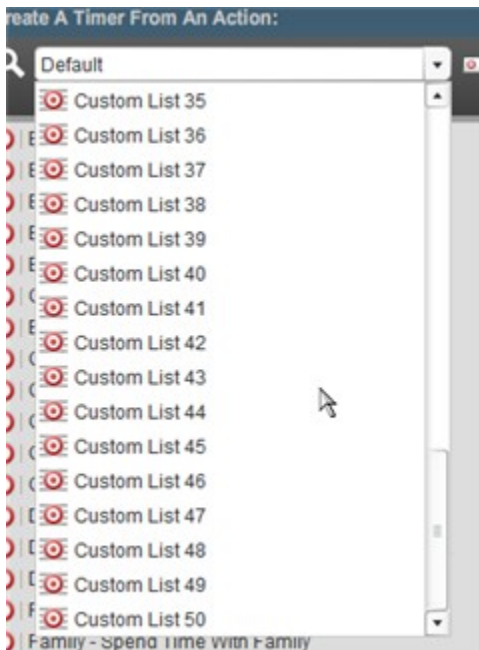 reate A Timer From An Action:
Default
Custom List 35
Custom List 36
Custom List 37
Custom List 38
Custom List 39
Custom List 40
Custom List 41
Custom List 42
Custom List 43
Custom List 44
Custom List 45
Custom List 46
Custom List 47
Custom List 48
Custom List 49
Custom List 50
Family - Spend Time With Family